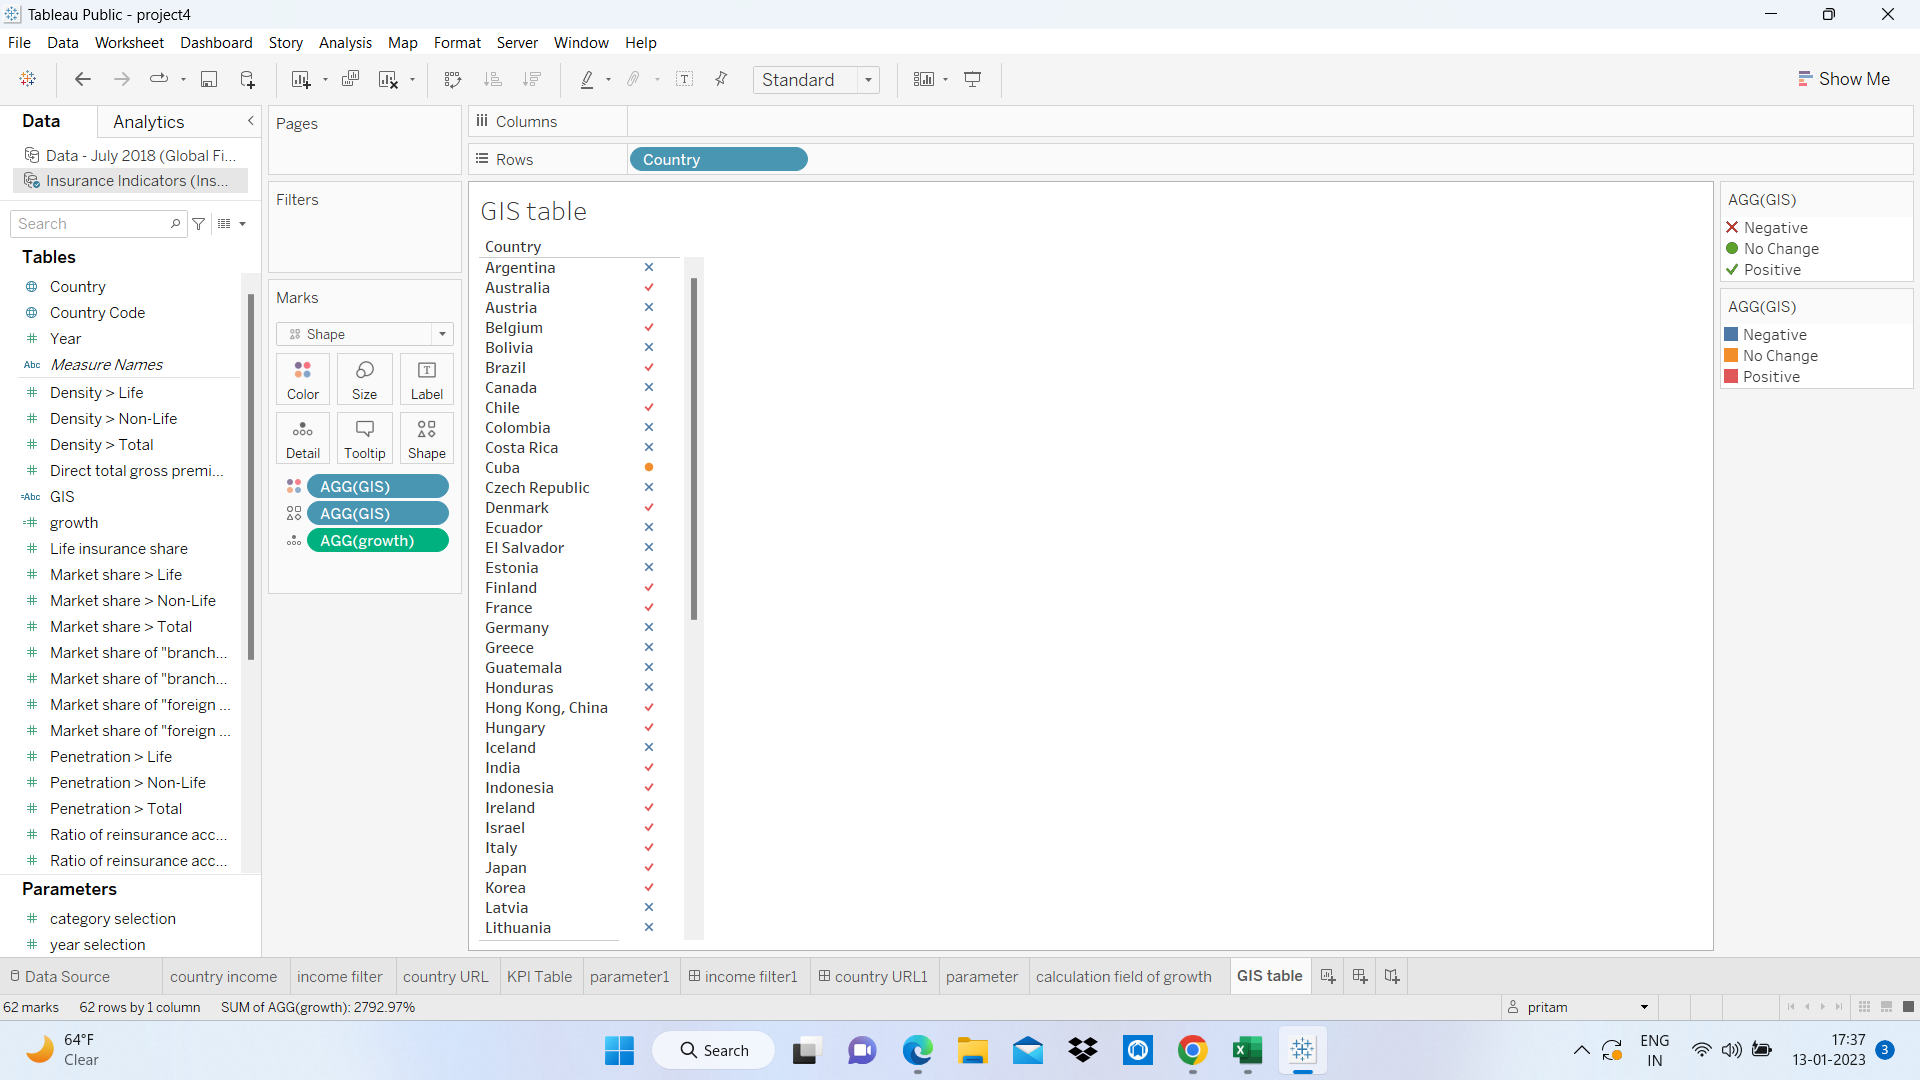 Tableau Public - project4
File Data Worksheet Dashboard Story Analysis Map Format Server Window Help
Standard
Show Me
Data Analytics
Data - July 2018 (Global Fi...
Insurance Indicators (Ins...
Search
Tables
Country
Country Code
# Year
Abc Measure Names
# Density > Life
# Density > Non-Life
# Density > Total
# Direct total gross premi...
=Abc GIS
=# growth
# Life insurance share
# Market share > Life
# Market share > Non-Life
# Market share > Total
# Market share of "branch...
# Market share of "branch...
# Market share of "foreign ...
# Market share of "foreign ...
# Penetration > Life
# Penetration > Non-Life
# Penetration > Total
# Ratio of reinsurance acc...
# Ratio of reinsurance acc...
Parameters
# category selection
# year selection
Pages
Filters
Marks
Shape
Color Size Label
Detail Tooltip Shape
AGG(GIS)
AGG(GIS)
AGG(growth)
Columns
Rows Country
GIS table
Country
Argentina
Australia
Austria
Belgium
Bolivia
Brazil
Canada
Chile
Colombia
Costa Rica
Cuba
Czech Republic
Denmark
Ecuador
El Salvador
Estonia
Finland
France
Germany
Greece
Guatemala
Honduras
Hong Kong, China
Hungary
Iceland
India
Indonesia
Ireland
Israel
Italy
Japan
Korea
Latvia
Lithuania
AGG(GIS)
Negative
No Change
Positive
AGG(GIS)
Negative
No Change
Positive
Data Source country income income filter country URL KPI Table parameter1 income filter1 country URL1 parameter calculation field of growth GIS table
62 marks 62 rows by 1 column SUM of AGG(growth): 2792.97%
pritam
64°F
Clear
Search
ENG
IN
17:37
13-01-2023
3